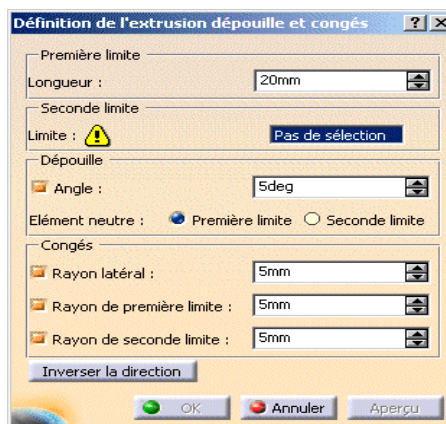 Définition de l'extrusion dépouille et congés
Première limite
Longueur : 20mm
Seconde limite
Limite : Pas de sélection
Dépouille
Angle : 5deg
Elément neutre : Première limite Seconde limite
Congés
Rayon latéral : 5mm
Rayon de première limite : 5mm
Rayon de seconde limite : 5mm
Inverser la direction
OK Annuler Aperçu